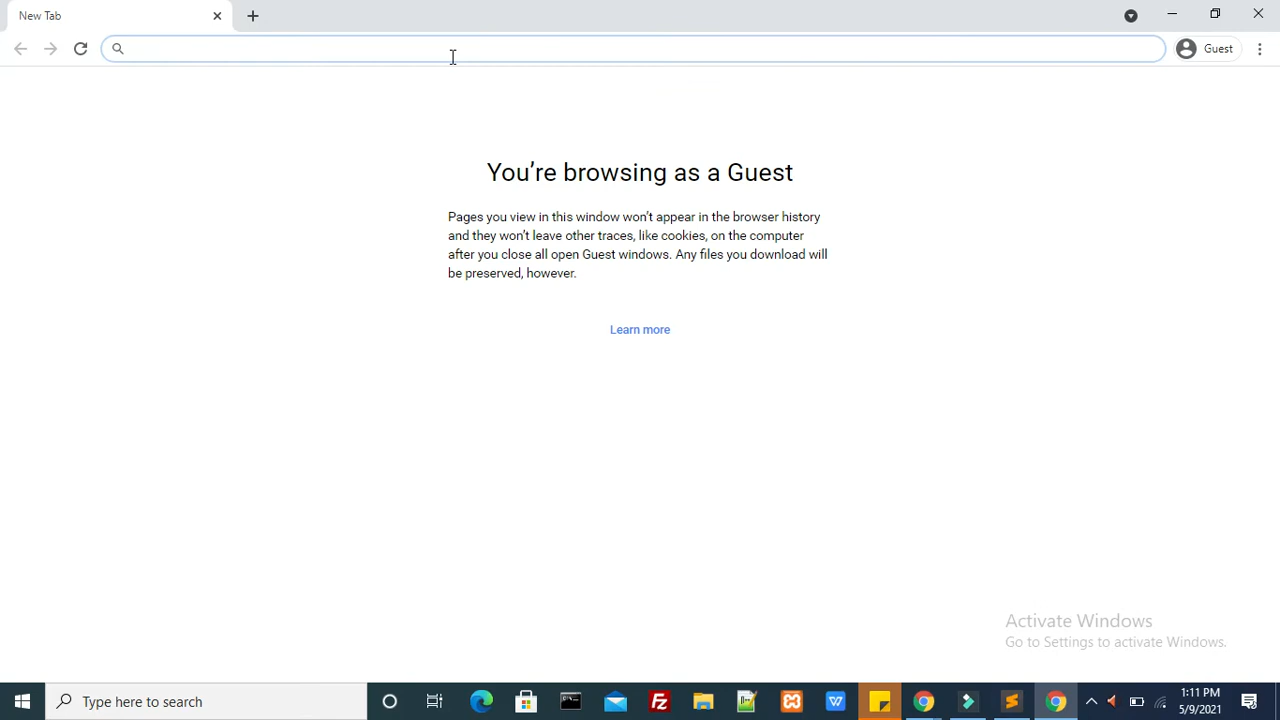 New Tab
Guest
You're browsing as a Guest
Pages you view in this window won't appear in the browser history
and they won't leave other traces, like cookies, on the computer
after you close all open Guest windows. Any files you download will
be preserved, however.
Learn more
Activate Windows
Go to Settings to activate Windows.
Type here to search
1:11 PM
5/9/2021